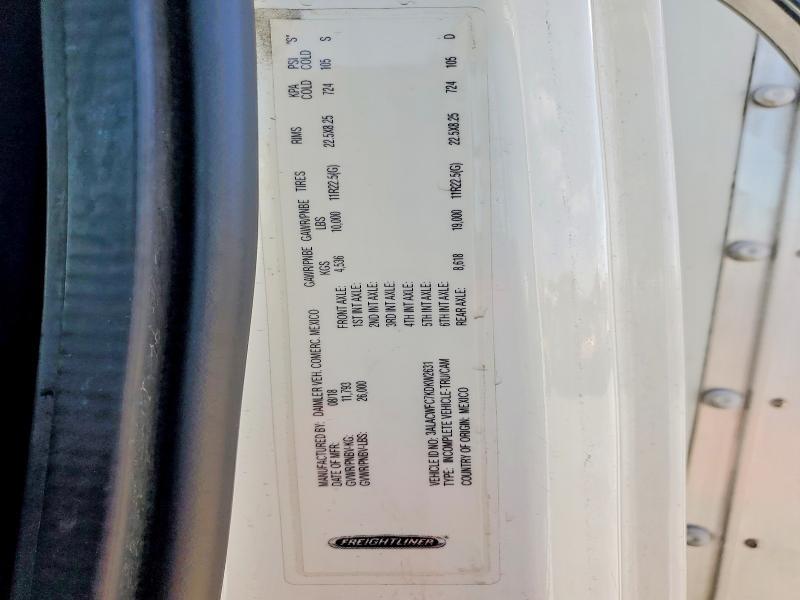 FREIGHTLINER
MANUFACTURED BY: DAIMLER VEH. COMERC. MEXICO
DATE OF MFR: 08/18
GVWR/PNBV-KG: 11,793
GVWR/PNBV-LBS: 26,000
GAWR/PNBE GAWR/PNBE TIRES RIMS KPA PSI "S"
KGS LBS COLD COLD
FRONT AXLE: 4,536 10,000 11R22.5(G) 22.5X8.25 724 105 S
1ST INT AXLE:
2ND INT AXLE:
3RD INT AXLE:
4TH INT AXLE:
5TH INT AXLE:
6TH INT AXLE:
REAR AXLE: 8,618 19,000 11R22.5(G) 22.5X8.25 724 105 D
VEHICLE ID NO: 3ALACWFC7KDKW2631
TYPE: INCOMPLETE VEHICLE-TRU/CAM
COUNTRY OF ORIGIN: MEXICO